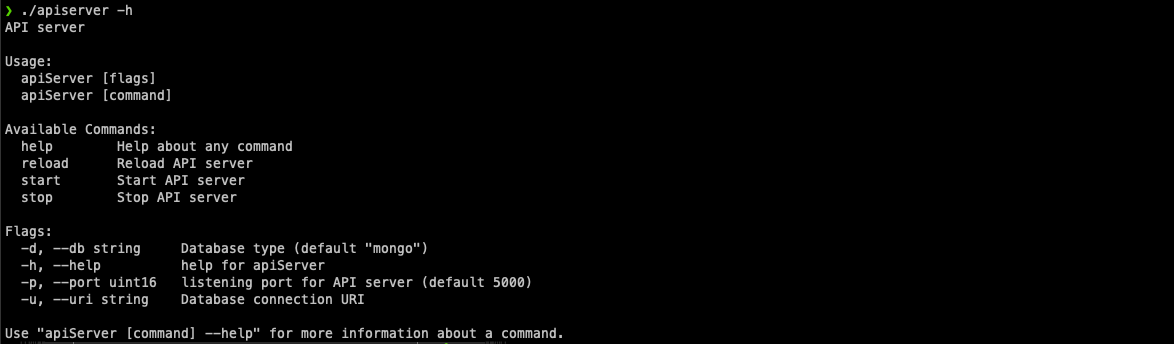 ❯ ./apiserver -h
API server

Usage:
  apiServer [flags]
  apiServer [command]

Available Commands:
  help        Help about any command
  reload      Reload API server
  start       Start API server
  stop        Stop API server

Flags:
  -d, --db string     Database type (default "mongo")
  -h, --help          help for apiServer
  -p, --port uint16   listening port for API server (default 5000)
  -u, --uri string    Database connection URI

Use "apiServer [command] --help" for more information about a command.